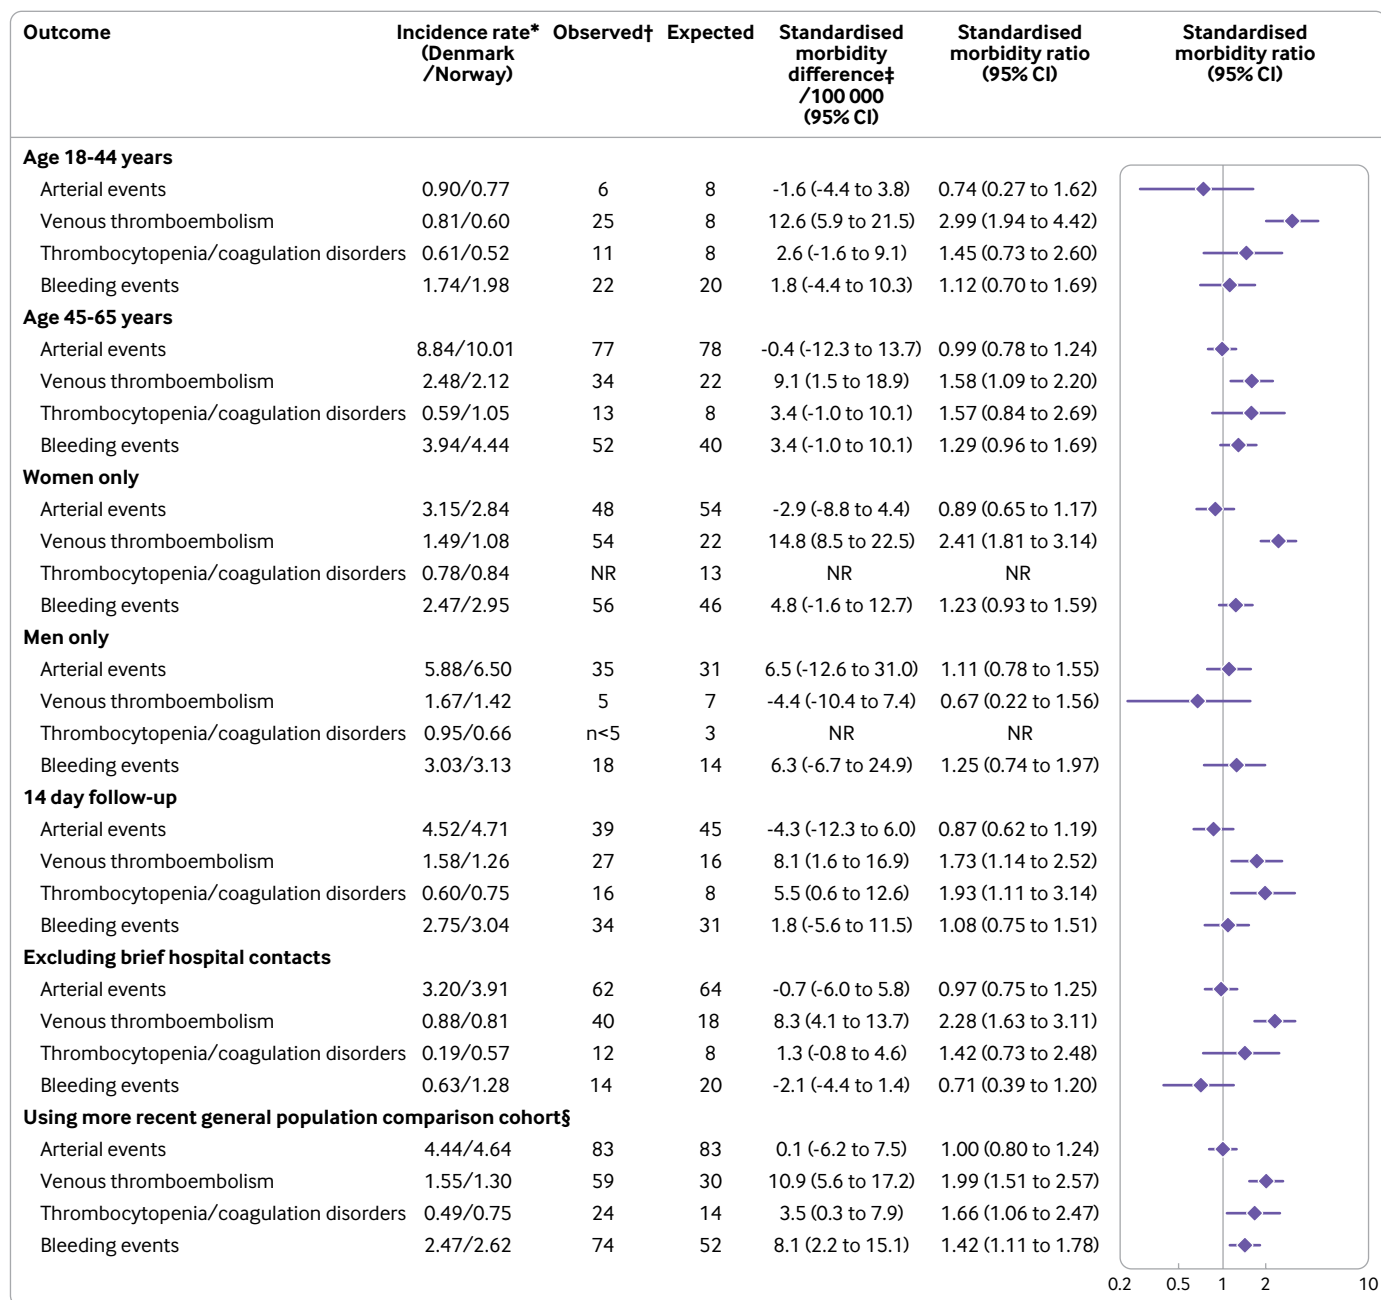 Outcome Incidence rate* Observed† Expected Standardised Standardised Standardised
(Denmark morbidity morbidity ratio morbidity ratio
/Norway) difference‡ (95% CI) (95% CI)
/100 000
(95% CI)
Age 18-44 years
Arterial events 0.90/0.77 6 8 -1.6 (-4.4 to 3.8) 0.74 (0.27 to 1.62)
Venous thromboembolism 0.81/0.60 25 8 12.6 (5.9 to 21.5) 2.99 (1.94 to 4.42)
Thrombocytopenia/coagulation disorders 0.61/0.52 11 8 2.6 (-1.6 to 9.1) 1.45 (0.73 to 2.60)
Bleeding events 1.74/1.98 22 20 1.8 (-4.4 to 10.3) 1.12 (0.70 to 1.69)
Age 45-65 years
Arterial events 8.84/10.01 77 78 -0.4 (-12.3 to 13.7) 0.99 (0.78 to 1.24)
Venous thromboembolism 2.48/2.12 34 22 9.1 (1.5 to 18.9) 1.58 (1.09 to 2.20)
Thrombocytopenia/coagulation disorders 0.59/1.05 13 8 3.4 (-1.0 to 10.1) 1.57 (0.84 to 2.69)
Bleeding events 3.94/4.44 52 40 3.4 (-1.0 to 10.1) 1.29 (0.96 to 1.69)
Women only
Arterial events 3.15/2.84 48 54 -2.9 (-8.8 to 4.4) 0.89 (0.65 to 1.17)
Venous thromboembolism 1.49/1.08 54 22 14.8 (8.5 to 22.5) 2.41 (1.81 to 3.14)
Thrombocytopenia/coagulation disorders 0.78/0.84 NR 13 NR NR
Bleeding events 2.47/2.95 56 46 4.8 (-1.6 to 12.7) 1.23 (0.93 to 1.59)
Men only
Arterial events 5.88/6.50 35 31 6.5 (-12.6 to 31.0) 1.11 (0.78 to 1.55)
Venous thromboembolism 1.67/1.42 5 7 -4.4 (-10.4 to 7.4) 0.67 (0.22 to 1.56)
Thrombocytopenia/coagulation disorders 0.95/0.66 n<5 3 NR NR
Bleeding events 3.03/3.13 18 14 6.3 (-6.7 to 24.9) 1.25 (0.74 to 1.97)
14 day follow-up
Arterial events 4.52/4.71 39 45 -4.3 (-12.3 to 6.0) 0.87 (0.62 to 1.19)
Venous thromboembolism 1.58/1.26 27 16 8.1 (1.6 to 16.9) 1.73 (1.14 to 2.52)
Thrombocytopenia/coagulation disorders 0.60/0.75 16 8 5.5 (0.6 to 12.6) 1.93 (1.11 to 3.14)
Bleeding events 2.75/3.04 34 31 1.8 (-5.6 to 11.5) 1.08 (0.75 to 1.51)
Excluding brief hospital contacts
Arterial events 3.20/3.91 62 64 -0.7 (-6.0 to 5.8) 0.97 (0.75 to 1.25)
Venous thromboembolism 0.88/0.81 40 18 8.3 (4.1 to 13.7) 2.28 (1.63 to 3.11)
Thrombocytopenia/coagulation disorders 0.19/0.57 12 8 1.3 (-0.8 to 4.6) 1.42 (0.73 to 2.48)
Bleeding events 0.63/1.28 14 20 -2.1 (-4.4 to 1.4) 0.71 (0.39 to 1.20)
Using more recent general population comparison cohort§
Arterial events 4.44/4.64 83 83 0.1 (-6.2 to 7.5) 1.00 (0.80 to 1.24)
Venous thromboembolism 1.55/1.30 59 30 10.9 (5.6 to 17.2) 1.99 (1.51 to 2.57)
Thrombocytopenia/coagulation disorders 0.49/0.75 24 14 3.5 (0.3 to 7.9) 1.66 (1.06 to 2.47)
Bleeding events 2.47/2.62 74 52 8.1 (2.2 to 15.1) 1.42 (1.11 to 1.78)
0.2 0.5 1 2 10